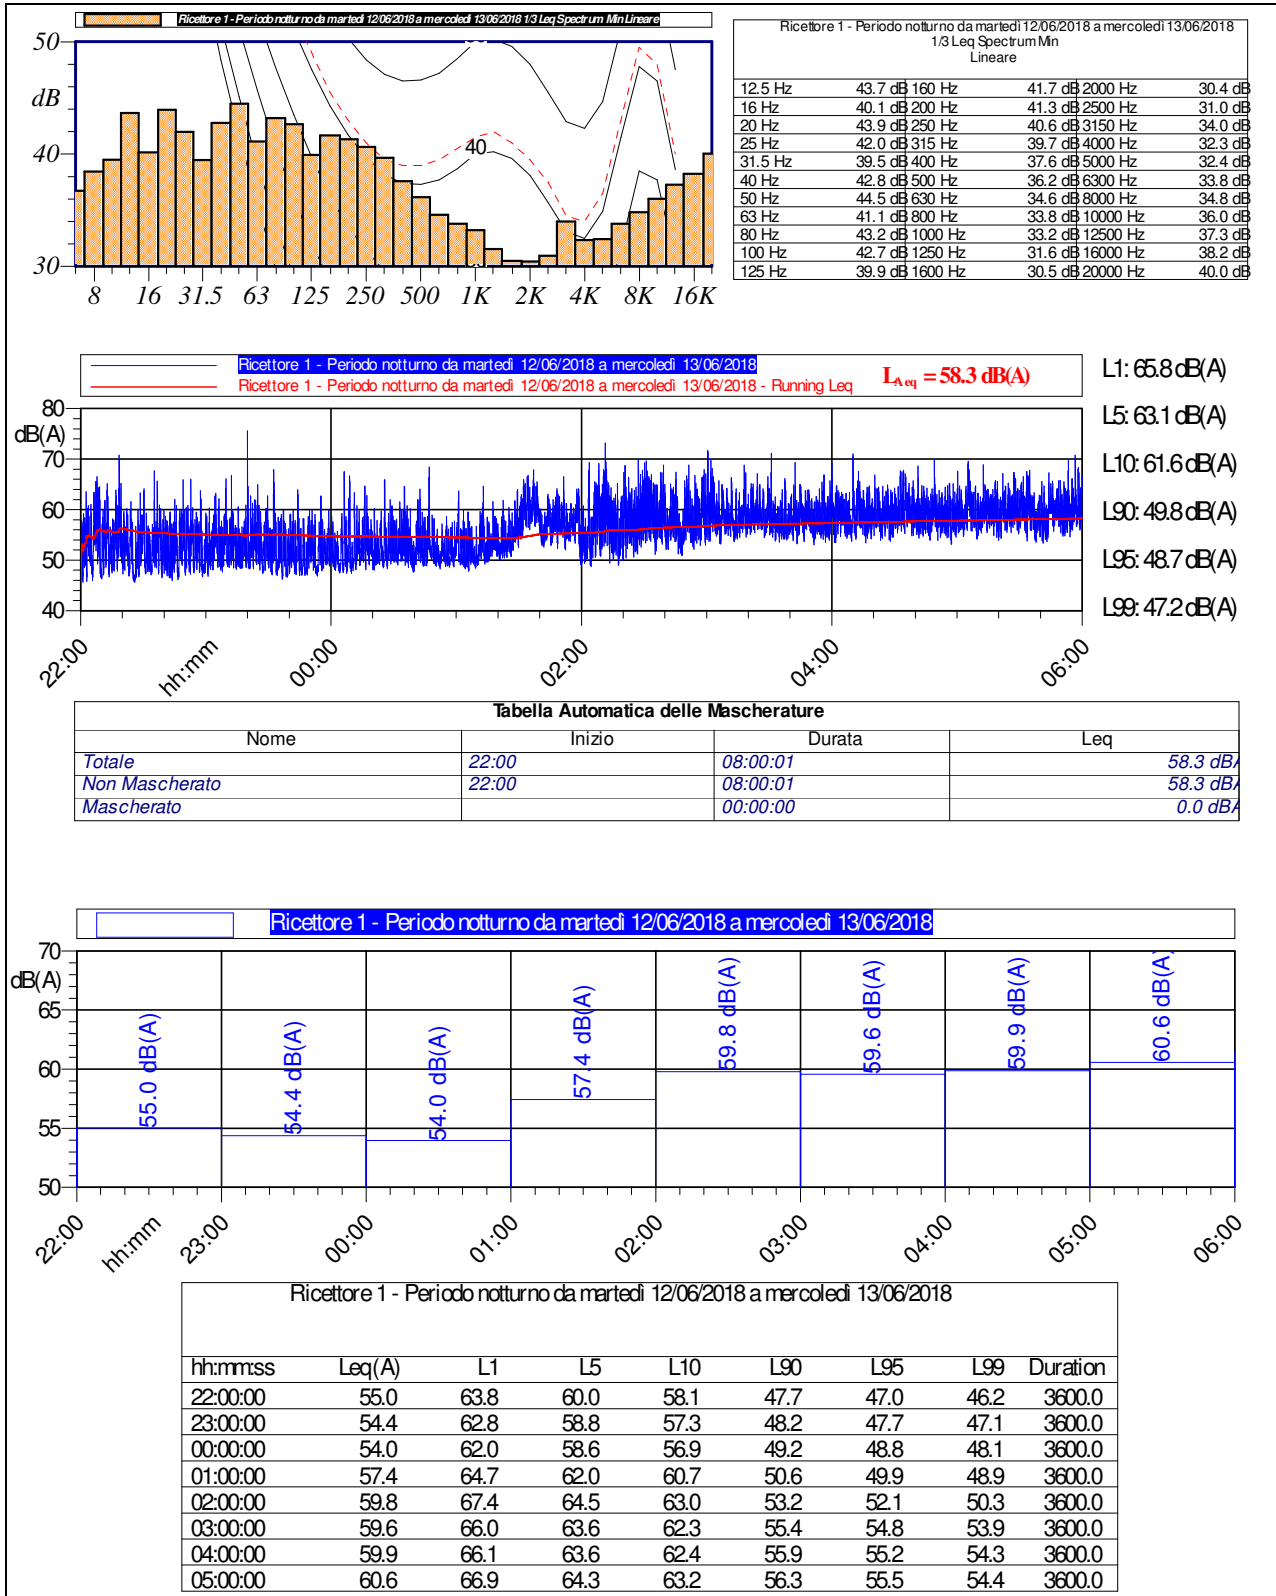 Ricettore 1 - Periodo notturno da martedì 12/06/2018 a mercoledì 13/06/2018 1/3 Leq Spectrum Min Lineare
50
dB
40
30
40
8 16 31.5 63 125 250 500 1K 2K 4K 8K 16K
Ricettore 1 - Periodo notturno da martedì 12/06/2018 a mercoledì 13/06/2018
1/3 Leq Spectrum Min
Lineare
12.5 Hz 43.7 dB 160 Hz 41.7 dB 2000 Hz 30.4 dB
16 Hz 40.1 dB 200 Hz 41.3 dB 2500 Hz 31.0 dB
20 Hz 43.9 dB 250 Hz 40.6 dB 3150 Hz 34.0 dB
25 Hz 42.0 dB 315 Hz 39.7 dB 4000 Hz 32.3 dB
31.5 Hz 39.5 dB 400 Hz 37.6 dB 5000 Hz 32.4 dB
40 Hz 42.8 dB 500 Hz 36.2 dB 6300 Hz 33.8 dB
50 Hz 44.5 dB 630 Hz 34.6 dB 8000 Hz 34.8 dB
63 Hz 41.1 dB 800 Hz 33.8 dB 10000 Hz 36.0 dB
80 Hz 43.2 dB 1000 Hz 33.2 dB 12500 Hz 37.3 dB
100 Hz 42.7 dB 1250 Hz 31.6 dB 16000 Hz 38.2 dB
125 Hz 39.9 dB 1600 Hz 30.5 dB 20000 Hz 40.0 dB
Ricettore 1 - Periodo notturno da martedì 12/06/2018 a mercoledì 13/06/2018
Ricettore 1 - Periodo notturno da martedì 12/06/2018 a mercoledì 13/06/2018 - Running Leq
LAeq = 58.3 dB(A)
80
dB(A)
70
60
50
40
22:00 hh:mm 00:00 02:00 04:00 06:00
L1: 65.8 dB(A)
L5: 63.1 dB(A)
L10: 61.6 dB(A)
L90: 49.8 dB(A)
L95: 48.7 dB(A)
L99: 47.2 dB(A)
Tabella Automatica delle Mascherature
Nome Inizio Durata Leq
Totale 22:00 08:00:01 58.3 dBA
Non Mascherato 22:00 08:00:01 58.3 dBA
Mascherato 00:00:00 0.0 dBA
Ricettore 1 - Periodo notturno da martedì 12/06/2018 a mercoledì 13/06/2018
70
dB(A)
65
60
55
50
55.0 dB(A)
54.4 dB(A)
54.0 dB(A)
57.4 dB(A)
59.8 dB(A)
59.6 dB(A)
59.9 dB(A)
60.6 dB(A)
22:00 hh:mm 23:00 00:00 01:00 02:00 03:00 04:00 05:00 06:00
Ricettore 1 - Periodo notturno da martedì 12/06/2018 a mercoledì 13/06/2018
hh:mm:ss Leq(A) L1 L5 L10 L90 L95 L99 Duration
22:00:00 55.0 63.8 60.0 58.1 47.7 47.0 46.2 3600.0
23:00:00 54.4 62.8 58.8 57.3 48.2 47.7 47.1 3600.0
00:00:00 54.0 62.0 58.6 56.9 49.2 48.8 48.1 3600.0
01:00:00 57.4 64.7 62.0 60.7 50.6 49.9 48.9 3600.0
02:00:00 59.8 67.4 64.5 63.0 53.2 52.1 50.3 3600.0
03:00:00 59.6 66.0 63.6 62.3 55.4 54.8 53.9 3600.0
04:00:00 59.9 66.1 63.6 62.4 55.9 55.2 54.3 3600.0
05:00:00 60.6 66.9 64.3 63.2 56.3 55.5 54.4 3600.0